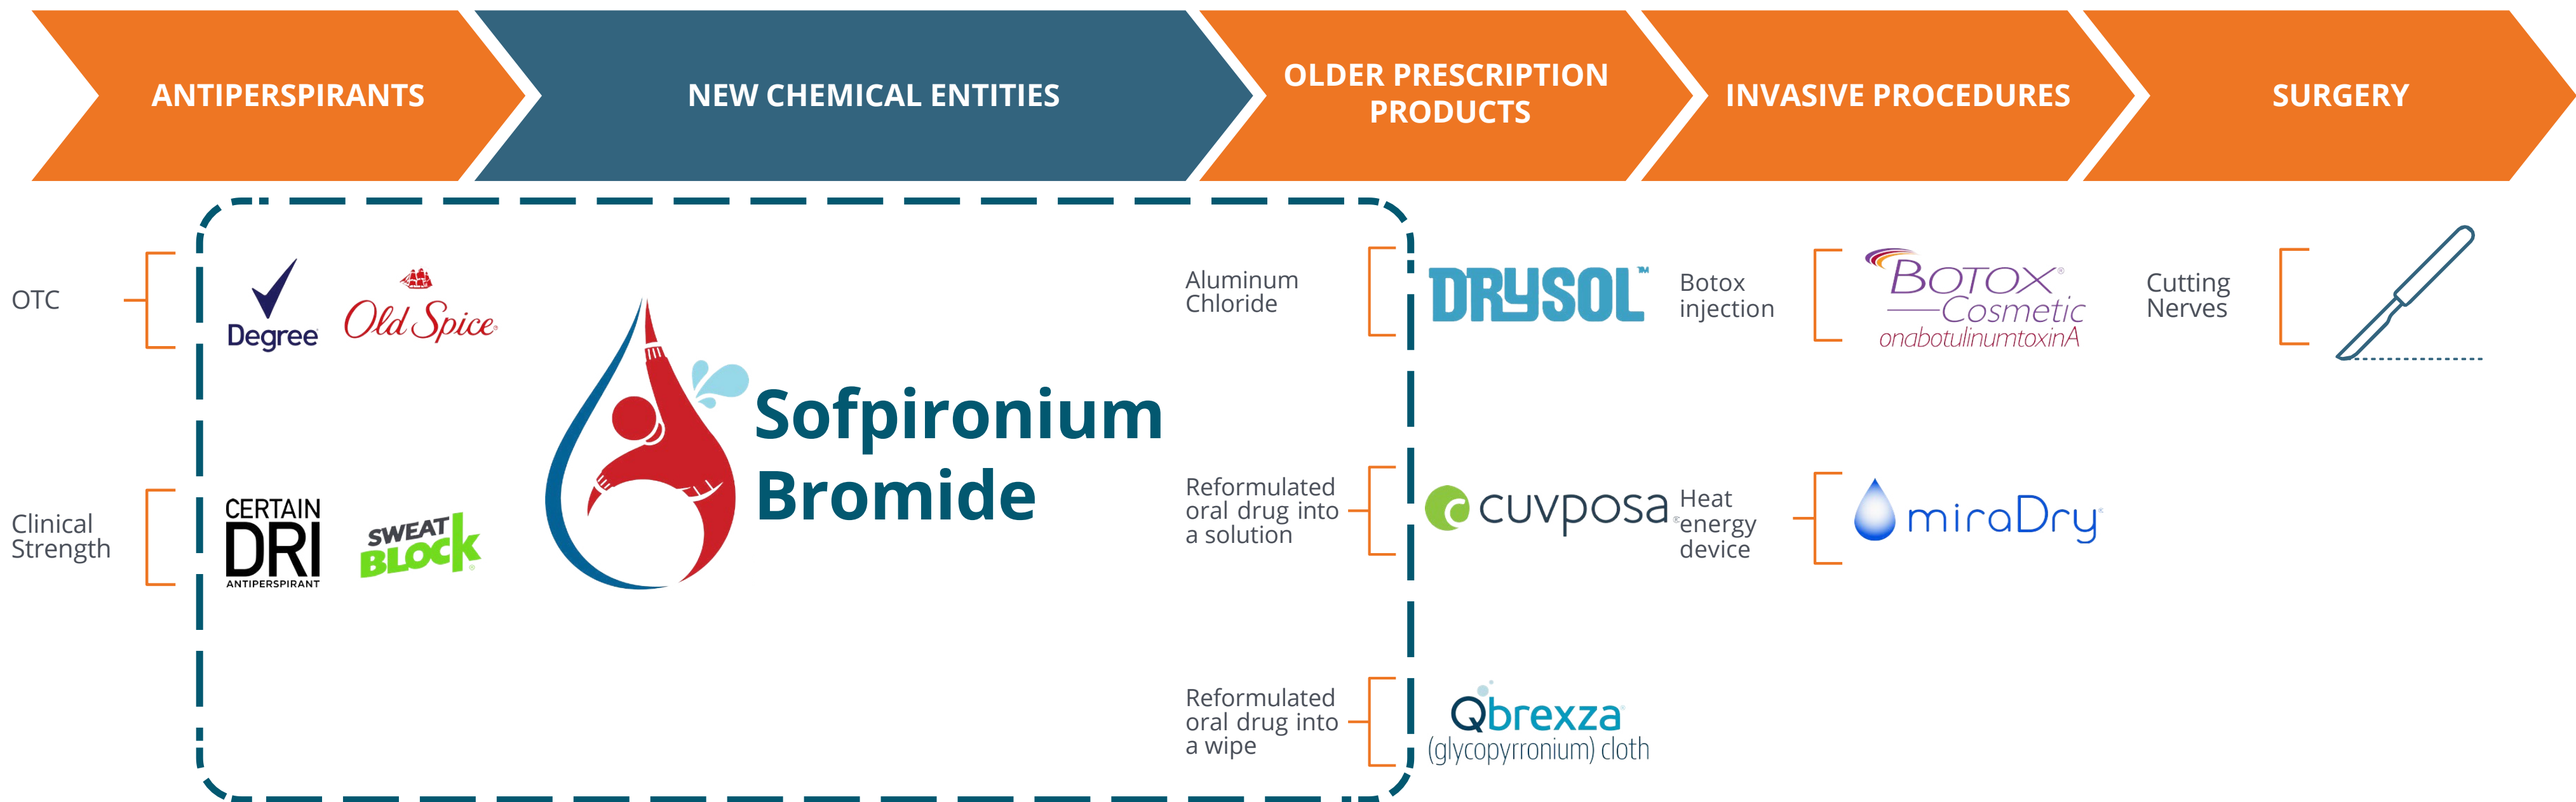 ANTIPERSPIRANTS
NEW CHEMICAL ENTITIES
OLDER PRESCRIPTION
PRODUCTS
INVASIVE PROCEDURES
SURGERY
OTC
Degree
Old Spice
Clinical
Strength
CERTAIN
DRI
ANTIPERSPIRANT
SWEAT
BLOCK
Sofpironium
Bromide
Aluminum
Chloride
DRYSOL™
Reformulated
oral drug into
a solution
cuvposa®
Reformulated
oral drug into
a wipe
Qbrexza
(glycopyrronium) cloth
Botox
injection
BOTOX®
Cosmetic
onabotulinumtoxinA
Heat
energy
device
miraDry
Cutting
Nerves